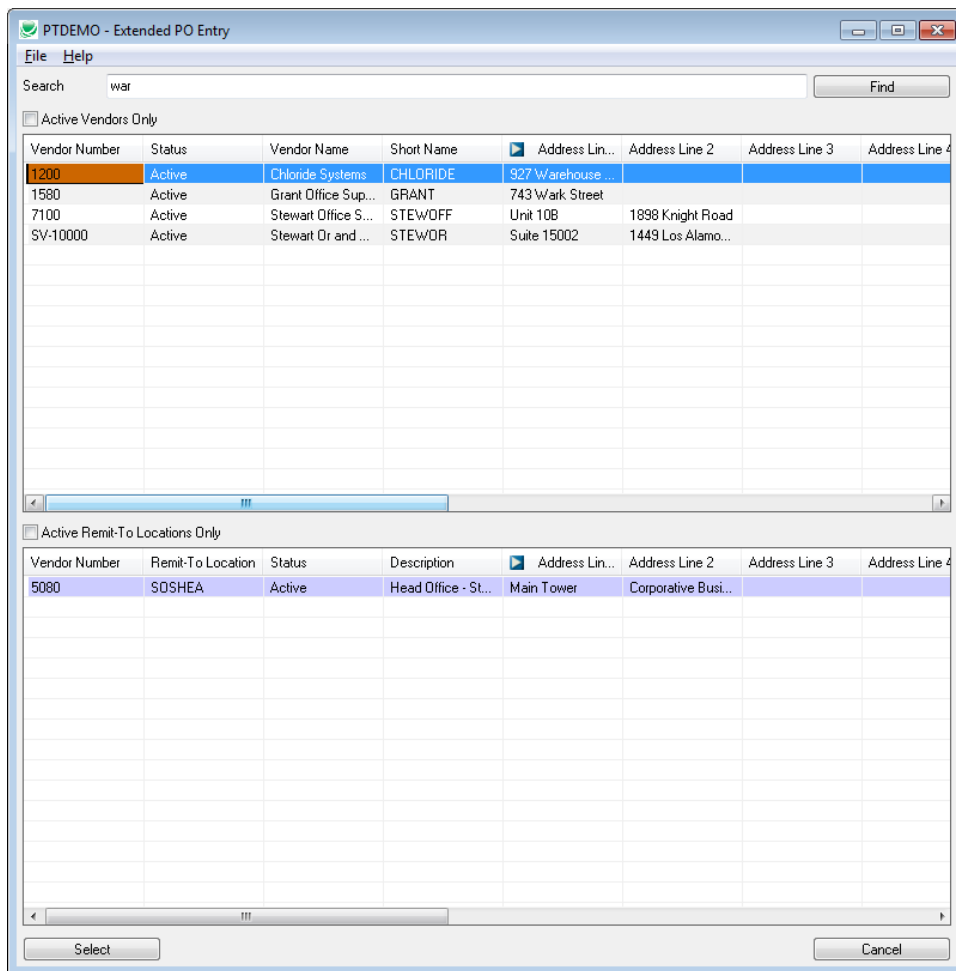 PTDEMO - Extended PO Entry
File Help
Search war Find
Active Vendors Only
Vendor Number Status Vendor Name Short Name Address Lin... Address Line 2 Address Line 3 Address Line 4
1200 Active Chloride Systems CHLORIDE 927 Warehouse ...
1580 Active Grant Office Sup... GRANT 743 Wark Street
7100 Active Stewart Office S... STEWOFF Unit 10B 1898 Knight Road
SV-10000 Active Stewart Or and ... STEWOR Suite 15002 1449 Los Alamo...
Active Remit-To Locations Only
Vendor Number Remit-To Location Status Description Address Lin... Address Line 2 Address Line 3 Address Line 4
5080 SOSHEA Active Head Office - St... Main Tower Corporative Busi...
Select Cancel